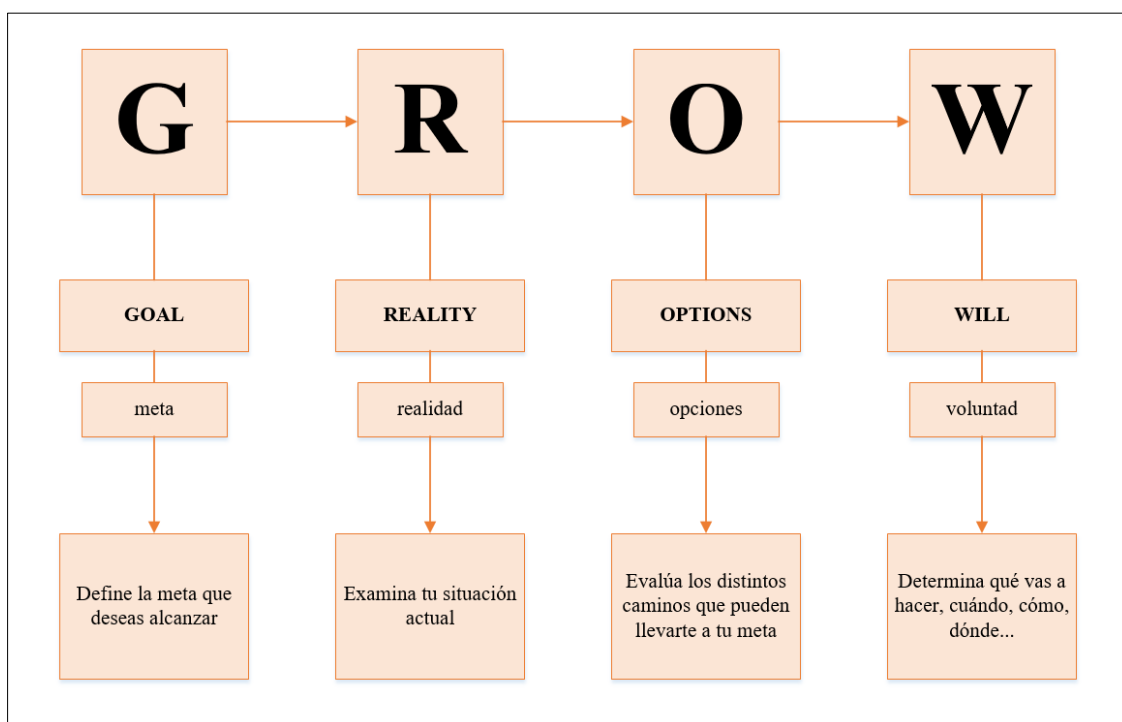 G
R
O
W
GOAL
REALITY
OPTIONS
WILL
meta
realidad
opciones
voluntad
Define la meta que
deseas alcanzar
Examina tu situación
actual
Evalúa los distintos
caminos que pueden
llevarte a tu meta
Determina qué vas a
hacer, cuándo, cómo,
dónde...